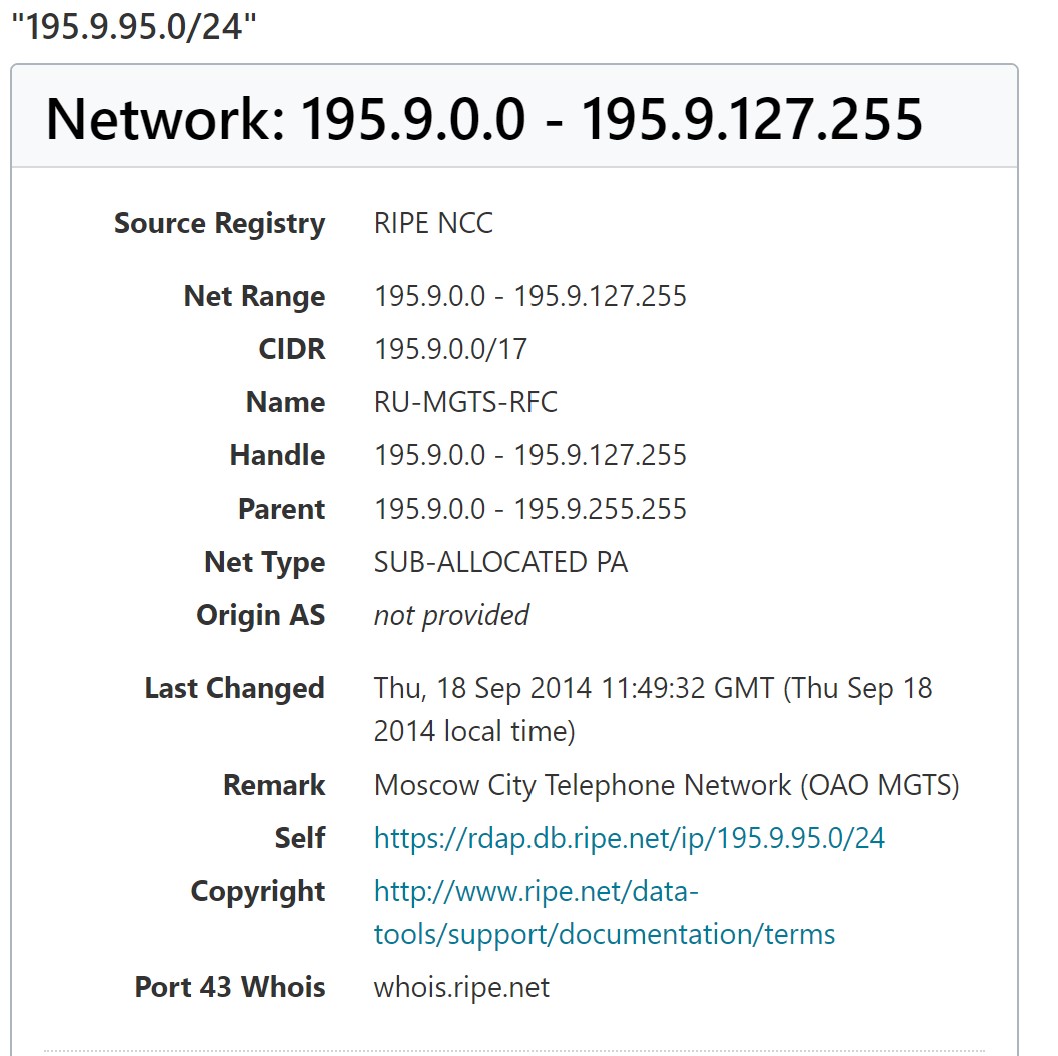 "195.9.95.0/24"
Network: 195.9.0.0 - 195.9.127.255
Source Registry RIPE NCC
Net Range 195.9.0.0 - 195.9.127.255
CIDR 195.9.0.0/17
Name RU-MGTS-RFC
Handle 195.9.0.0 - 195.9.127.255
Parent 195.9.0.0 - 195.9.255.255
Net Type SUB-ALLOCATED PA
Origin AS not provided
Last Changed Thu, 18 Sep 2014 11:49:32 GMT (Thu Sep 18
2014 local time)
Remark Moscow City Telephone Network (OAO MGTS)
Self https://rdap.db.ripe.net/ip/195.9.95.0/24
Copyright http://www.ripe.net/data-
tools/support/documentation/terms
Port 43 Whois whois.ripe.net